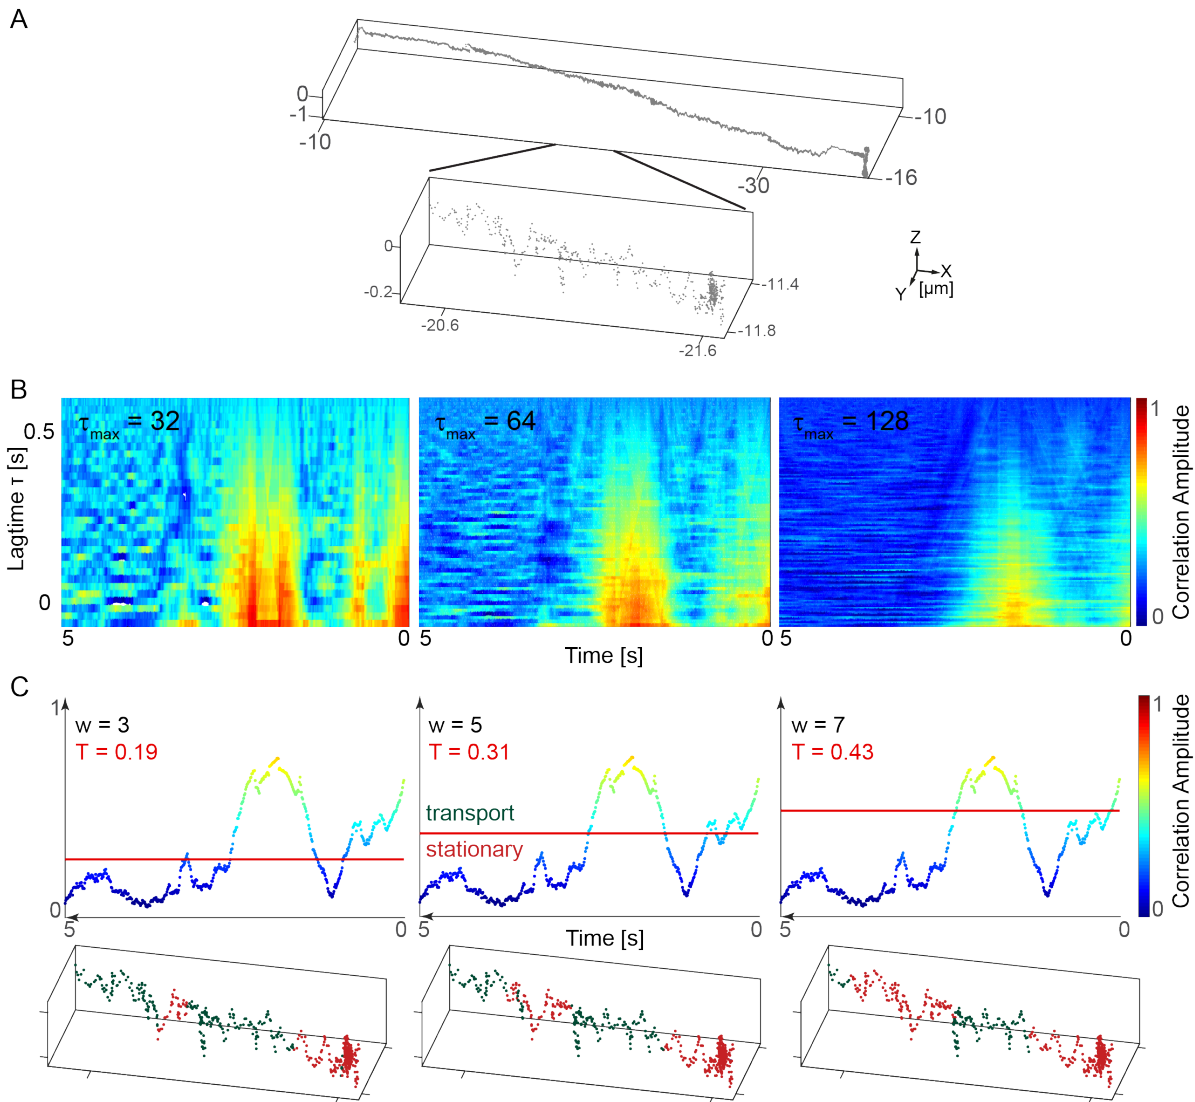 A
0
-1
-10
-10
-16
-30
0
-0.2
-20.6
-21.6
-11.4
-11.8
Z
X
Y
[µm]
B
τmax = 32
τmax = 64
τmax = 128
0.5
0
Lagtime τ [s]
5
0
5
0
5
0
Time [s]
1
0
Correlation Amplitude
C
1
0
w = 3
T = 0.19
w = 5
T = 0.31
transport
stationary
w = 7
T = 0.43
5
0
5
0
5
0
Time [s]
1
0
Correlation Amplitude